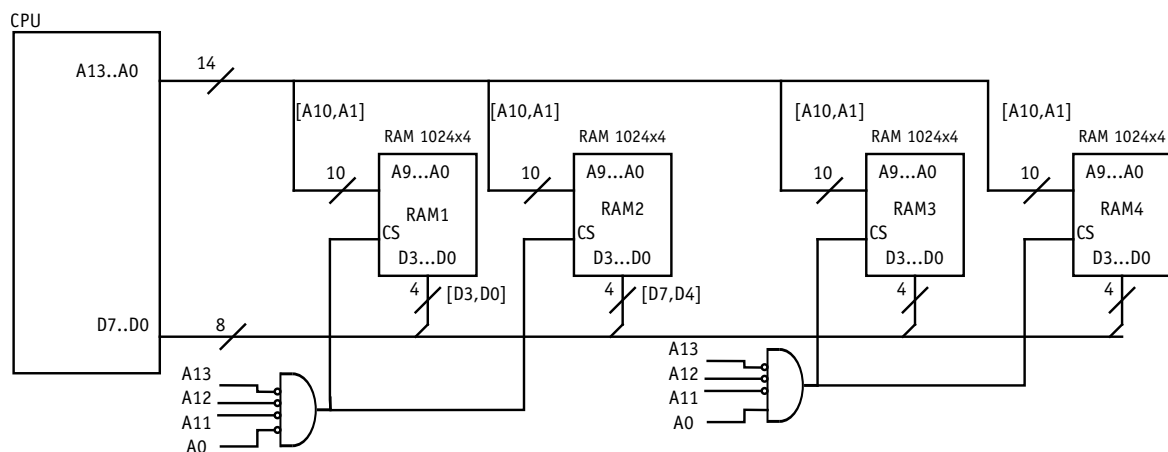 CPU
A13..A0
14
[A10,A1]
[A10,A1]
[A10,A1]
[A10,A1]
RAM 1024x4
RAM 1024x4
RAM 1024x4
RAM 1024x4
10
A9...A0
10
A9...A0
10
A9...A0
10
A9...A0
RAM1
RAM2
RAM3
RAM4
CS
CS
CS
CS
D3...D0
D3...D0
D3...D0
D3...D0
4
[D3,D0]
4
[D7,D4]
4
4
D7..D0
8
A13
A12
A11
A0
A13
A12
A11
A0